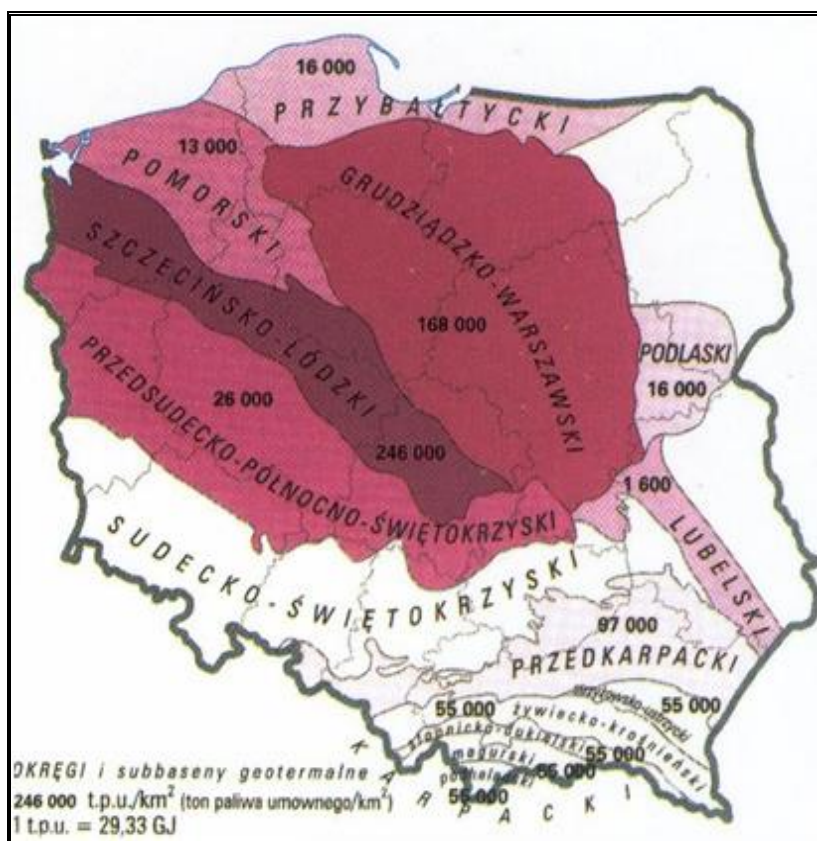 16 000
PRZYBAŁTYCKI
13 000
POMORSKI
GRUDZIĄDZKO-WARSZAWSKI
SZCZECIŃSKO-ŁÓDZKI
168 000
PODLASKI
16 000
PRZEDSUDECKO-PÓŁNOCNO-ŚWIĘTOKRZYSKI
26 000
246 000
1 600
LUBELSKI
SUDECKO-ŚWIĘTOKRZYSKI
97 000
PRZEDKARPACKI
55 000
55 000
żywiecko-krośnieński
55 000
magurski
55 000
55 000
KARPACKI
OKRĘGI i subbaseny geotermalne
246 000 t.p.u./km² (ton paliwa umownego/km²)
1 t.p.u. = 29,33 GJ